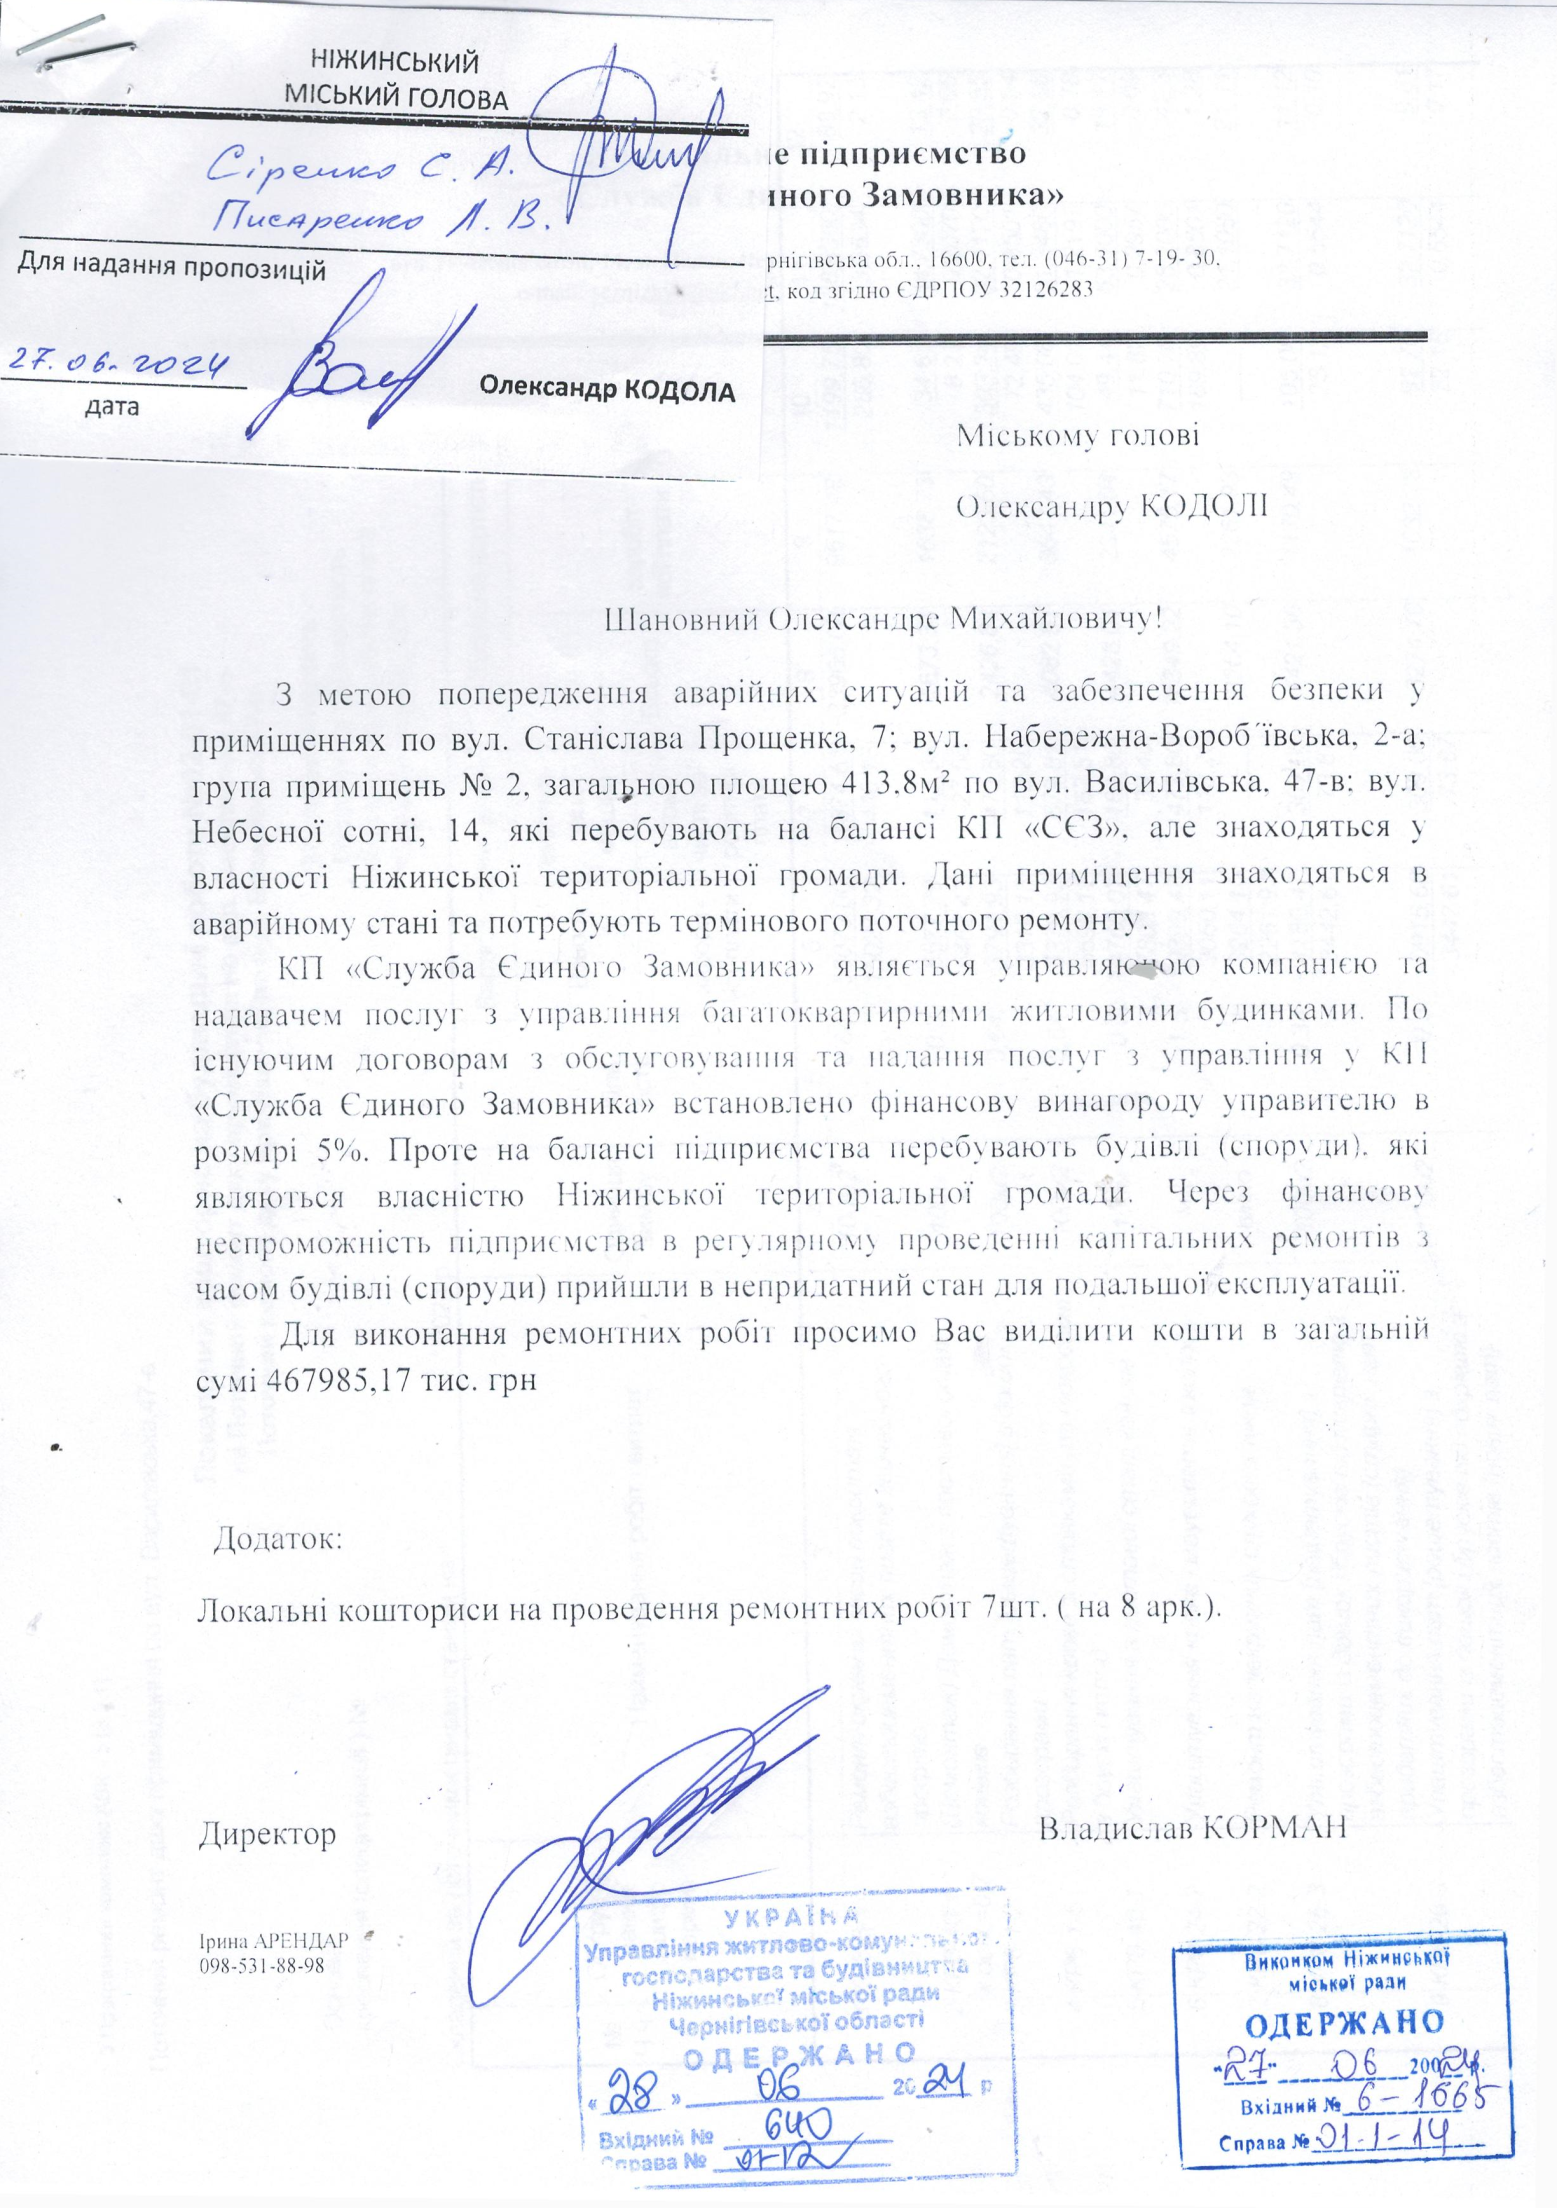 НІЖИНСЬКИЙ
МІСЬКИЙ ГОЛОВА
Сіренко С. А.
Писаренко Л. В.
Для надання пропозицій
27.06.2024
дата
Олександр КОДОЛА
е підприємство
ного Замовника»
рнігівська обл., 16600, тел. (046-31) 7-19- 30,
t, код згідно ЄДРПОУ 32126283
Міському голові
Олександру КОДОЛІ
Шановний Олександре Михайловичу!
З метою попередження аварійних ситуацій та забезпечення безпеки у
приміщеннях по вул. Станіслава Прощенка, 7; вул. Набережна-Вороб´ївська, 2-а;
група приміщень № 2, загальною площею 413,8м² по вул. Василівська, 47-в; вул.
Небесної сотні, 14, які перебувають на балансі КП «СЄЗ», але знаходяться у
власності Ніжинської територіальної громади. Дані приміщення знаходяться в
аварійному стані та потребують термінового поточного ремонту.
КП «Служба Єдиного Замовника» являється управляючою компанією та
надавачем послуг з управління багатоквартирними житловими будинками. По
існуючим договорам з обслуговування та надання послуг з управління у КП
«Служба Єдиного Замовника» встановлено фінансову винагороду управителю в
розмірі 5%. Проте на балансі підприємства перебувають будівлі (споруди), які
являються власністю Ніжинської територіальної громади. Через фінансову
неспроможність підприємства в регулярному проведенні капітальних ремонтів з
часом будівлі (споруди) прийшли в непридатний стан для подальшої експлуатації.
Для виконання ремонтних робіт просимо Вас виділити кошти в загальній
сумі 467985,17 тис. грн
Додаток:
Локальні кошториси на проведення ремонтних робіт 7шт. ( на 8 арк.).
Директор
Владислав КОРМАН
Ірина АРЕНДАР
098-531-88-98
УКРАЇНА
Управління житлово-комунального
господарства та будівництва
Ніжинської міської ради
Чернігівської області
ОДЕРЖАНО
« 28 » 06 2024 р
Вхідний № 640
Справа № 01-12
Виконком Ніжинської
міської ради
ОДЕРЖАНО
"27" 06 20024р.
Вхідний № 6-1665
Справа № 01-1-14